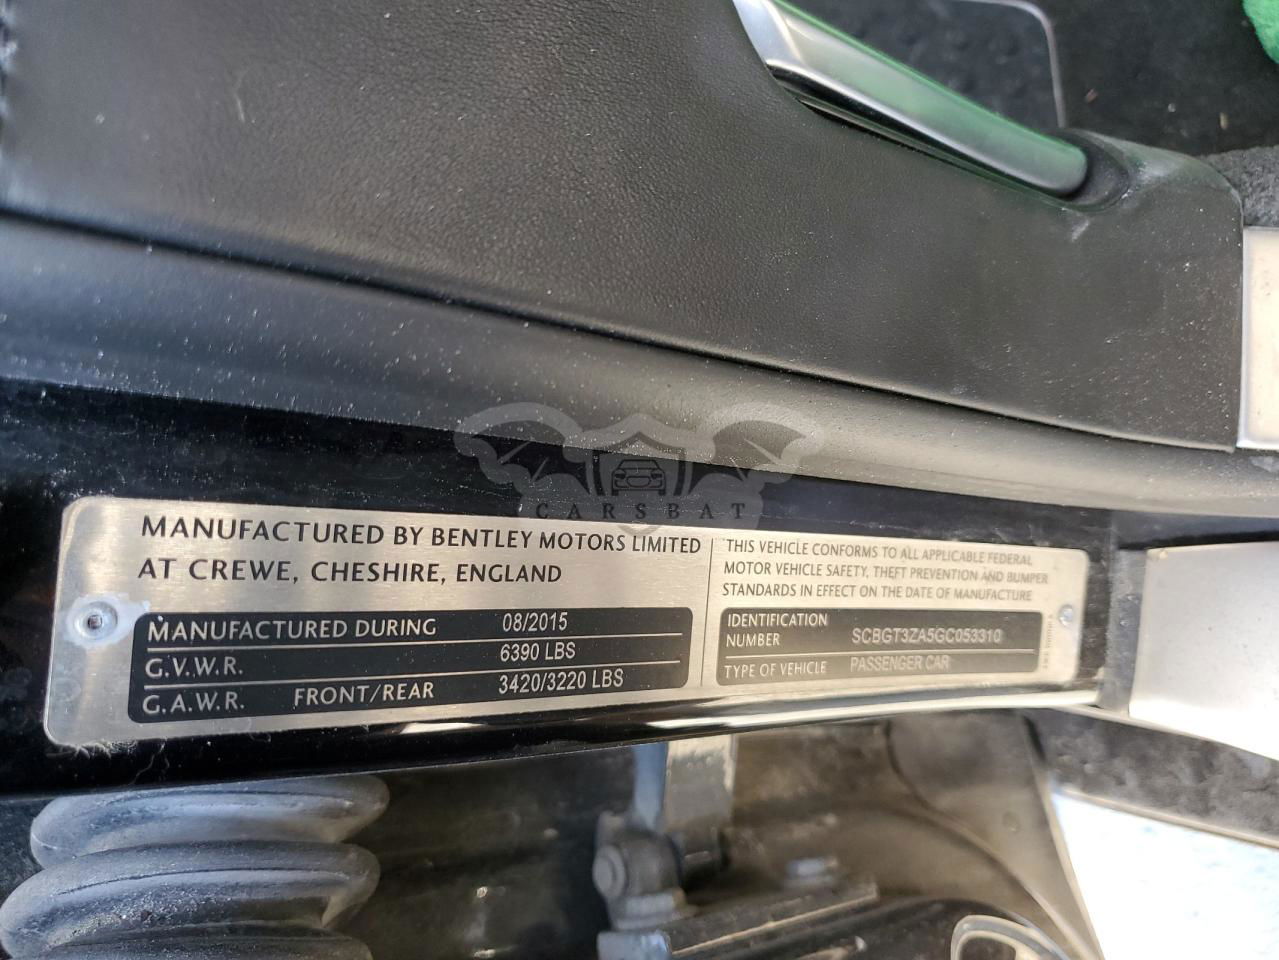 CARSBAT
MANUFACTURED BY BENTLEY MOTORS LIMITED
AT CREWE, CHESHIRE, ENGLAND
MANUFACTURED DURING 08/2015
G.V.W.R. 6390 LBS
G.A.W.R. FRONT/REAR 3420/3220 LBS
THIS VEHICLE CONFORMS TO ALL APPLICABLE FEDERAL
MOTOR VEHICLE SAFETY, THEFT PREVENTION AND BUMPER
STANDARDS IN EFFECT ON THE DATE OF MANUFACTURE
IDENTIFICATION
NUMBER SCBGT3ZA5GC053310
TYPE OF VEHICLE PASSENGER CAR